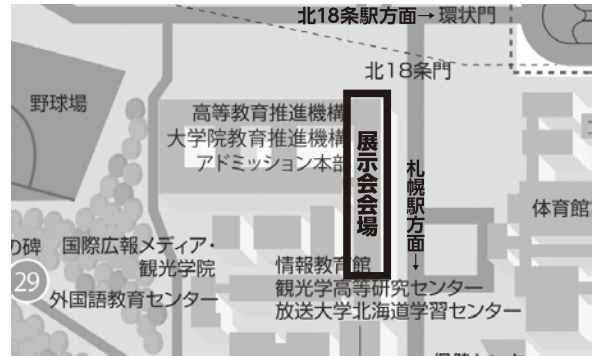 北18条駅方面→環状門
北18条門
野球場
高等教育推進機構
大学院教育推進機構
アドミッション本部
展示会会場
札幌駅方面→
体育館
の碑
国際広報メディア・
観光学院
29
外国語教育センター
情報教育館
観光学高等研究センター
放送大学北海道学習センター